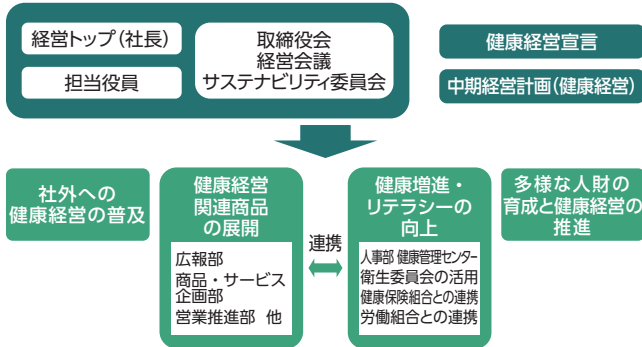 経営トップ(社長)
担当役員
取締役会
経営会議
サステナビリティ委員会
健康経営宣言
中期経営計画(健康経営)
社外への
健康経営の普及
健康経営
関連商品
の展開
広報部
商品・サービス
企画部
営業推進部 他
連携
健康増進・
リテラシーの
向上
人事部 健康管理センター
衛生委員会の活用
健康保険組合との連携
労働組合との連携
多様な人財の
育成と健康経営の
推進